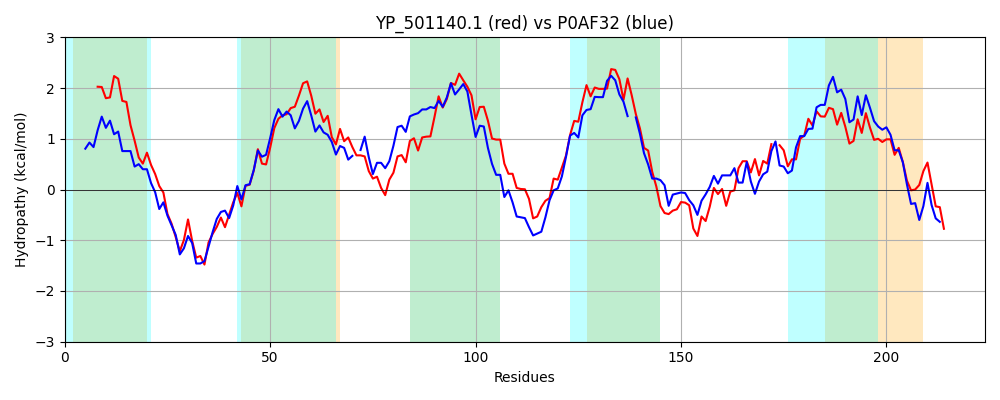 YP_501140.1 (red) vs P0AF32 (blue)
Hydropathy (kcal/mol)
3
2
1
0
−1
−2
−3
0 50 100 150 200
Residues